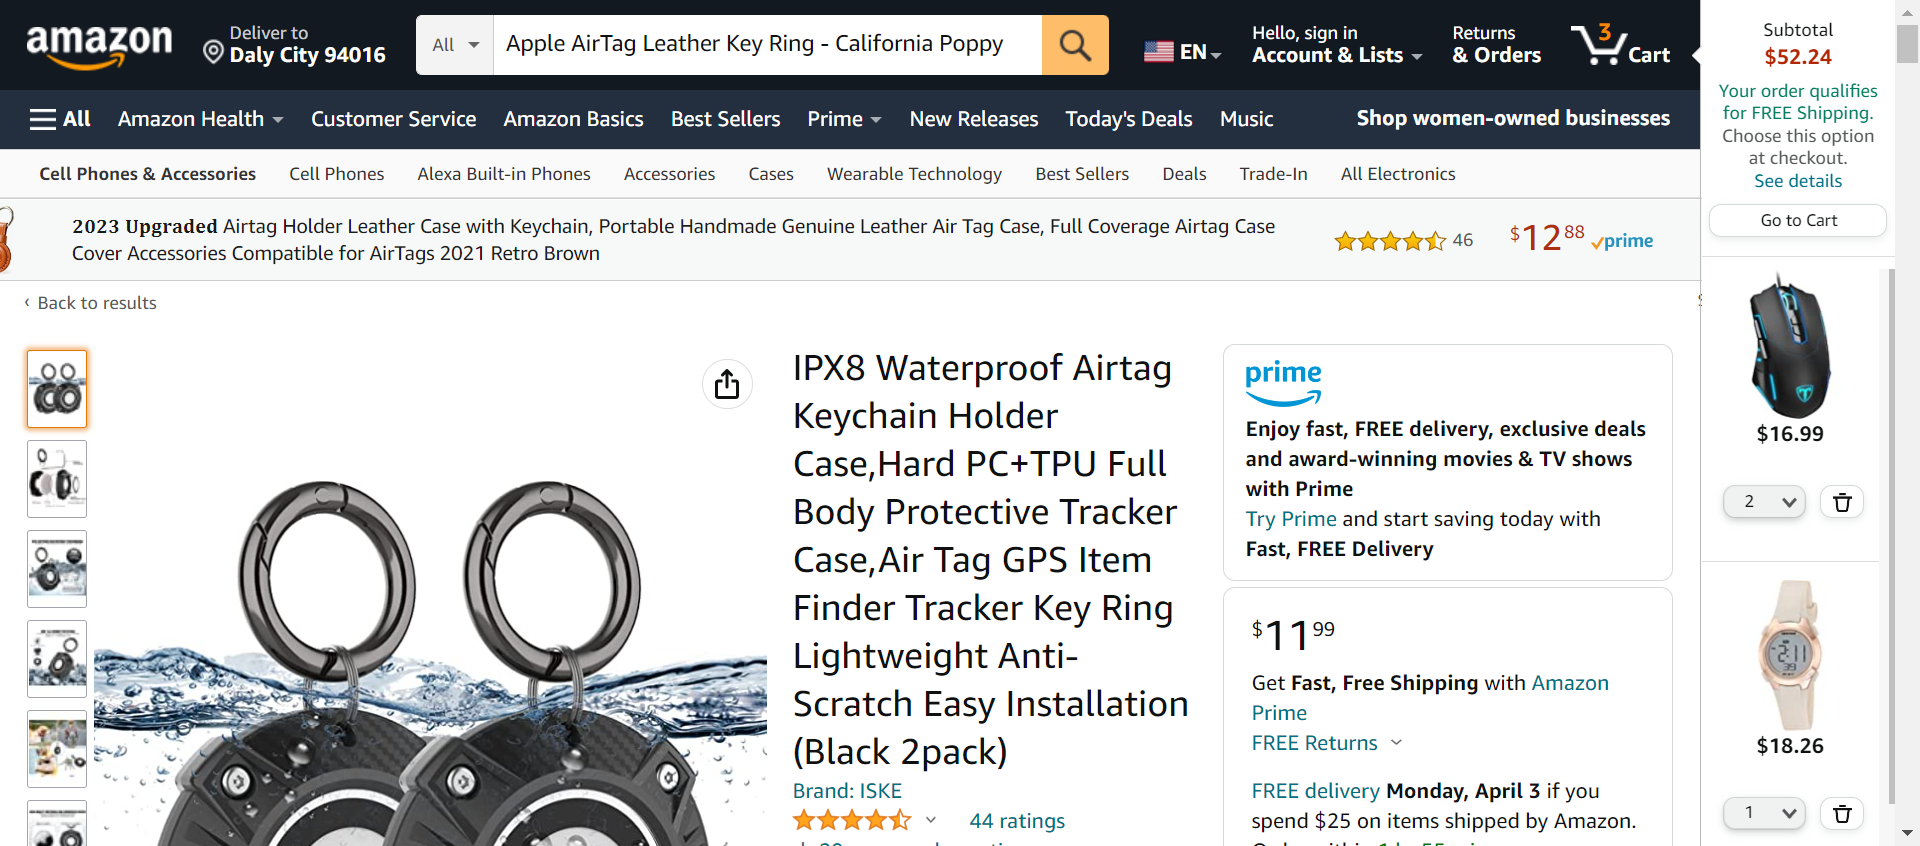 amazon
Deliver to
Daly City 94016
All
Apple AirTag Leather Key Ring - California Poppy
EN
Hello, sign in
Account & Lists
Returns
& Orders
3
Cart
All
Amazon Health
Customer Service
Amazon Basics
Best Sellers
Prime
New Releases
Today's Deals
Music
Shop women-owned businesses
Cell Phones & Accessories
Cell Phones
Alexa Built-in Phones
Accessories
Cases
Wearable Technology
Best Sellers
Deals
Trade-In
All Electronics
2023 Upgraded Airtag Holder Leather Case with Keychain, Portable Handmade Genuine Leather Air Tag Case, Full Coverage Airtag Case
Cover Accessories Compatible for AirTags 2021 Retro Brown
46
$12 88
prime
‹ Back to results
IPX8 Waterproof Airtag
Keychain Holder
Case,Hard PC+TPU Full
Body Protective Tracker
Case,Air Tag GPS Item
Finder Tracker Key Ring
Lightweight Anti-
Scratch Easy Installation
(Black 2pack)
Brand: ISKE
44 ratings
prime
Enjoy fast, FREE delivery, exclusive deals
and award-winning movies & TV shows
with Prime
Try Prime and start saving today with
Fast, FREE Delivery
$11 99
Get Fast, Free Shipping with Amazon
Prime
FREE Returns
FREE delivery Monday, April 3 if you
spend $25 on items shipped by Amazon.
Subtotal
$52.24
Your order qualifies
for FREE Shipping.
Choose this option
at checkout.
See details
Go to Cart
$16.99
2
2:11
$18.26
1